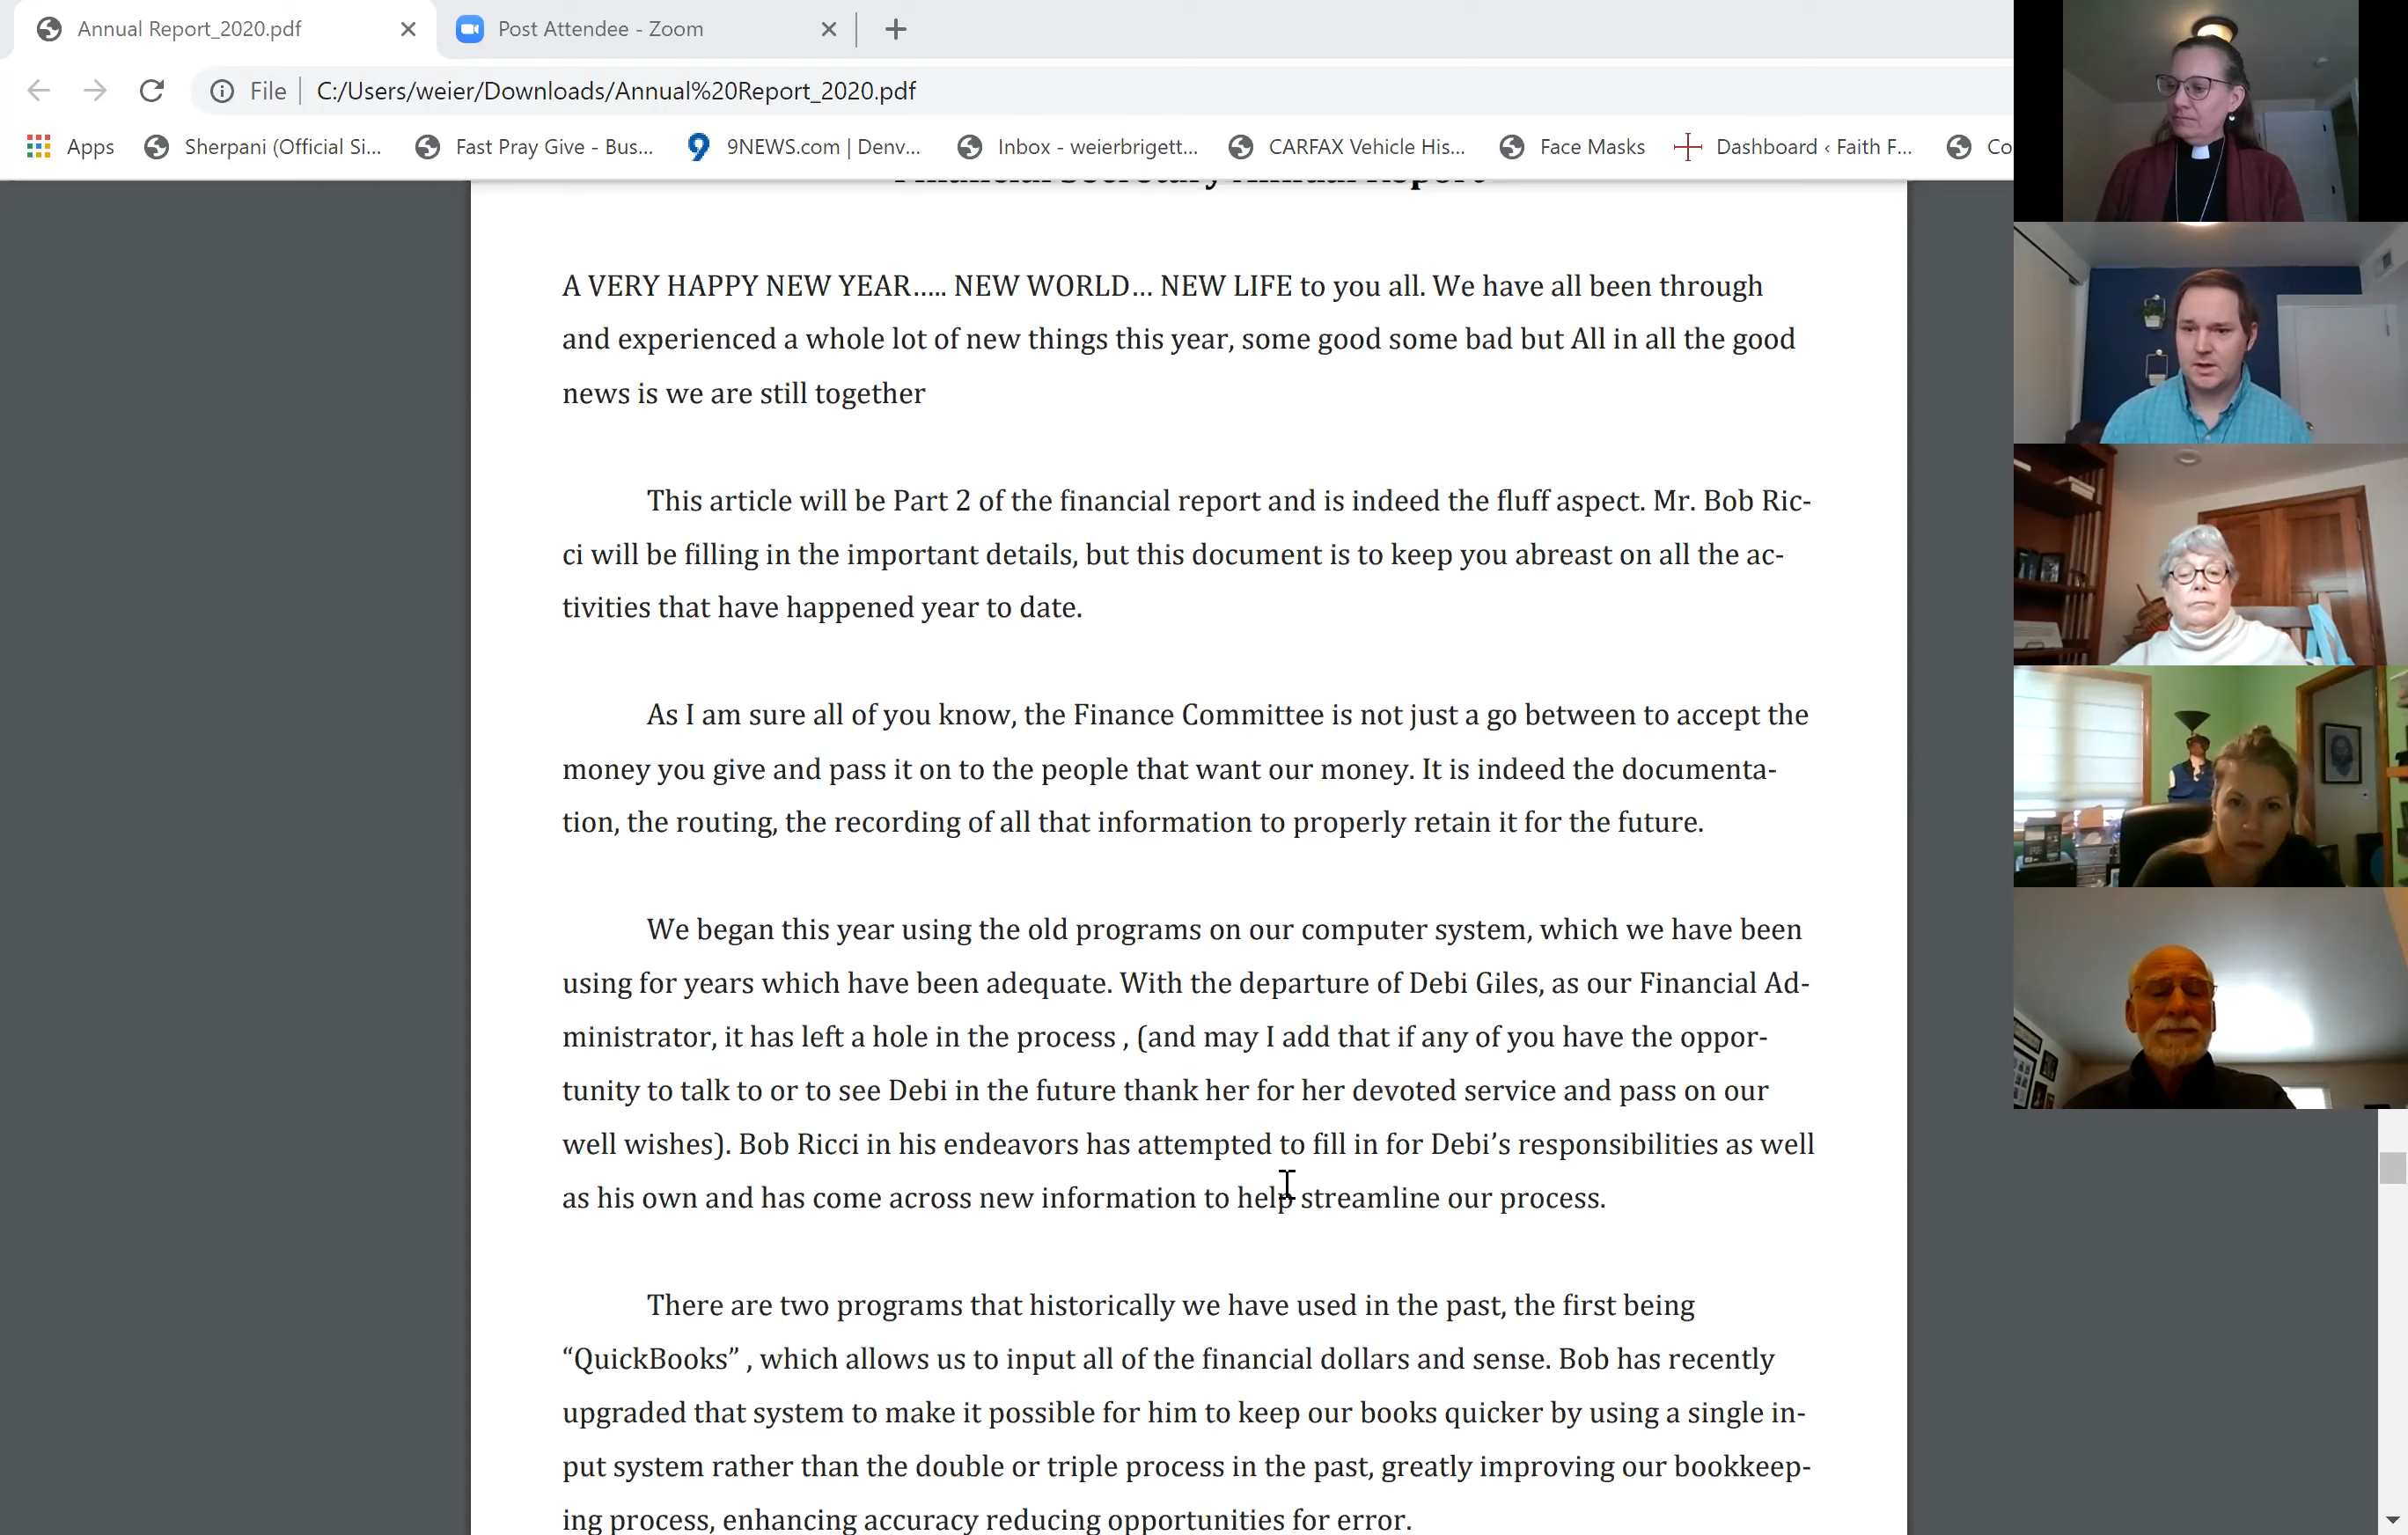 Annual Report_2020.pdf
Post Attendee - Zoom
File
C:/Users/weier/Downloads/Annual%20Report_2020.pdf
Apps
Sherpani (Official Si...
Fast Pray Give - Bus...
9NEWS.com | Denv...
Inbox - weierbrigett...
CARFAX Vehicle His...
Face Masks
Dashboard ‹ Faith F...
Co
Financial Secretary Annual Report
A VERY HAPPY NEW YEAR..... NEW WORLD... NEW LIFE to you all. We have all been through
and experienced a whole lot of new things this year, some good some bad but All in all the good
news is we are still together
This article will be Part 2 of the financial report and is indeed the fluff aspect. Mr. Bob Ric-
ci will be filling in the important details, but this document is to keep you abreast on all the ac-
tivities that have happened year to date.
As I am sure all of you know, the Finance Committee is not just a go between to accept the
money you give and pass it on to the people that want our money. It is indeed the documenta-
tion, the routing, the recording of all that information to properly retain it for the future.
We began this year using the old programs on our computer system, which we have been
using for years which have been adequate. With the departure of Debi Giles, as our Financial Ad-
ministrator, it has left a hole in the process , (and may I add that if any of you have the oppor-
tunity to talk to or to see Debi in the future thank her for her devoted service and pass on our
well wishes). Bob Ricci in his endeavors has attempted to fill in for Debi’s responsibilities as well
as his own and has come across new information to help streamline our process.
There are two programs that historically we have used in the past, the first being
“QuickBooks” , which allows us to input all of the financial dollars and sense. Bob has recently
upgraded that system to make it possible for him to keep our books quicker by using a single in-
put system rather than the double or triple process in the past, greatly improving our bookkeep-
ing process, enhancing accuracy reducing opportunities for error.